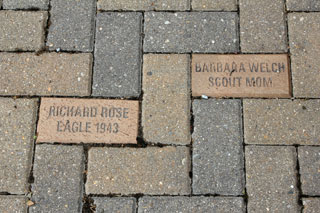 BARBARA WELCH
SCOUT MOM
RICHARD ROSE
EAGLE 1943